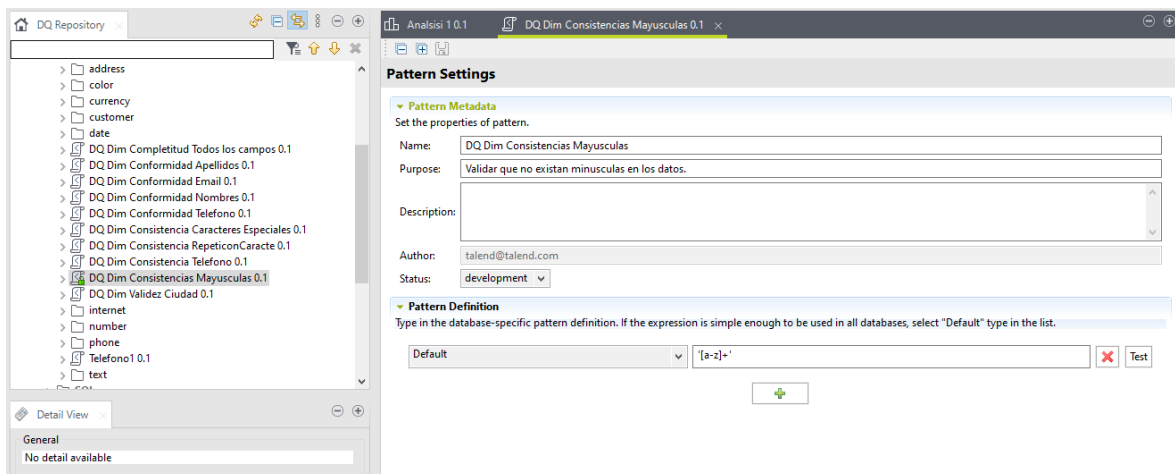 DQ Repository
Analsisi 1 0.1
DQ Dim Consistencias Mayusculas 0.1
address
color
currency
customer
date
DQ Dim Completitud Todos los campos 0.1
DQ Dim Conformidad Apellidos 0.1
DQ Dim Conformidad Email 0.1
DQ Dim Conformidad Nombres 0.1
DQ Dim Conformidad Telefono 0.1
DQ Dim Consistencia Caracteres Especiales 0.1
DQ Dim Consistencia RepeticonCaracte 0.1
DQ Dim Consistencia Telefono 0.1
DQ Dim Consistencias Mayusculas 0.1
DQ Dim Validez Ciudad 0.1
internet
number
phone
Telefono1 0.1
text
Detail View
General
No detail available
Pattern Settings
Pattern Metadata
Set the properties of pattern.
Name: DQ Dim Consistencias Mayusculas
Purpose: Validar que no existan minusculas en los datos.
Description:
Author: talend@talend.com
Status: development
Pattern Definition
Type in the database-specific pattern definition. If the expression is simple enough to be used in all databases, select "Default" type in the list.
Default '[a-z]+' Test